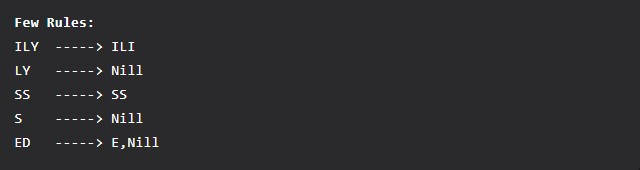 Few Rules:
ILY -----> ILI
LY -----> Nill
SS -----> SS
S -----> Nill
ED -----> E,Nill